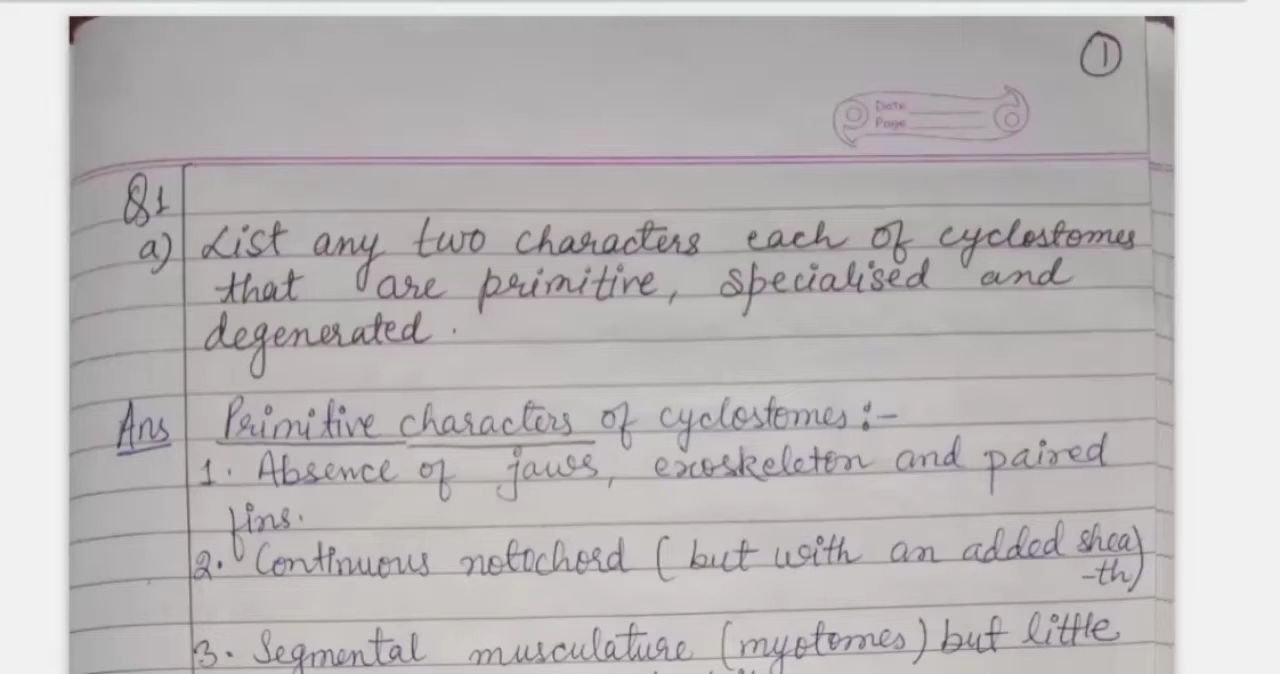 1
Date
Page
Q1
a) List any two characters each of cyclostomes
that are primitive, specialised and
degenerated.
Ans Primitive characters of cyclostomes :-
1. Absence of jaws, exoskeleton and paired
fins.
2. Continuous notochord (but with an added shea
-th)
3. Segmental musculature (myotomes) but little